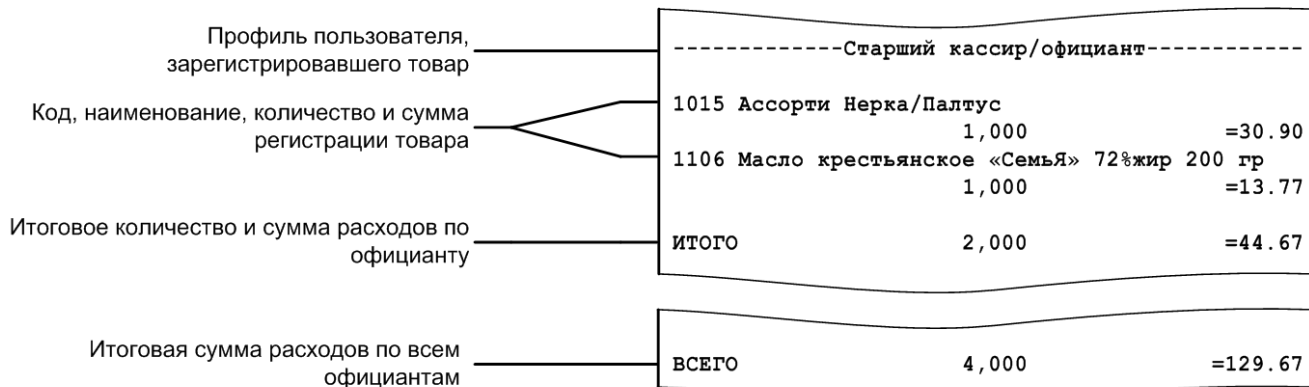 Профиль пользователя,
зарегистрировавшего товар
------------Старший кассир/официант-----------
Код, наименование, количество и сумма
регистрации товара
1015 Ассорти Нерка/Палтус
1,000 =30.90
1106 Масло крестьянское «СемьЯ» 72%жир 200 гр
1,000 =13.77
Итоговое количество и сумма расходов по
официанту
ИТОГО 2,000 =44.67
Итоговая сумма расходов по всем
официантам
ВСЕГО 4,000 =129.67